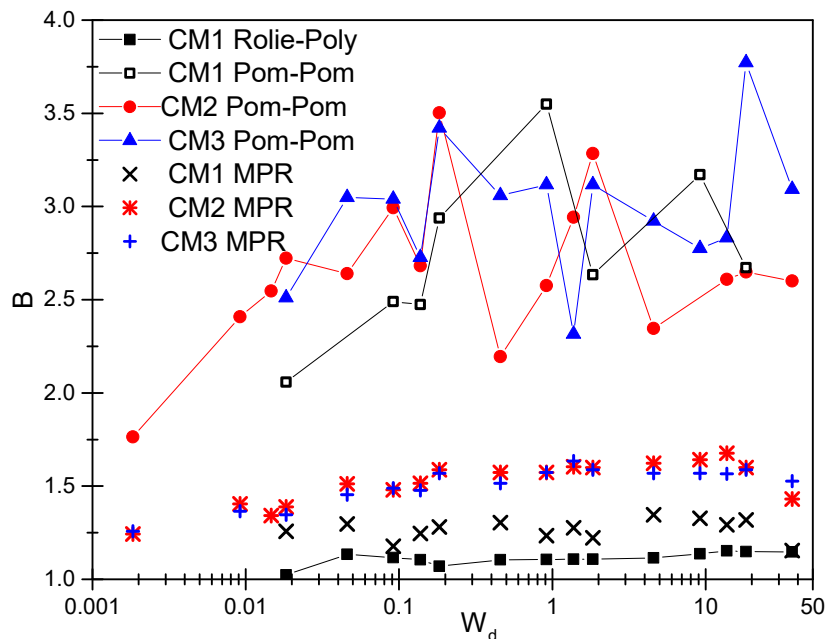 4.0
3.5
3.0
2.5
2.0
1.5
1.0
B
CM1 Rolie-Poly
CM1 Pom-Pom
CM2 Pom-Pom
CM3 Pom-Pom
CM1 MPR
CM2 MPR
CM3 MPR
0.001 0.01 0.1 1 10 50
W_d